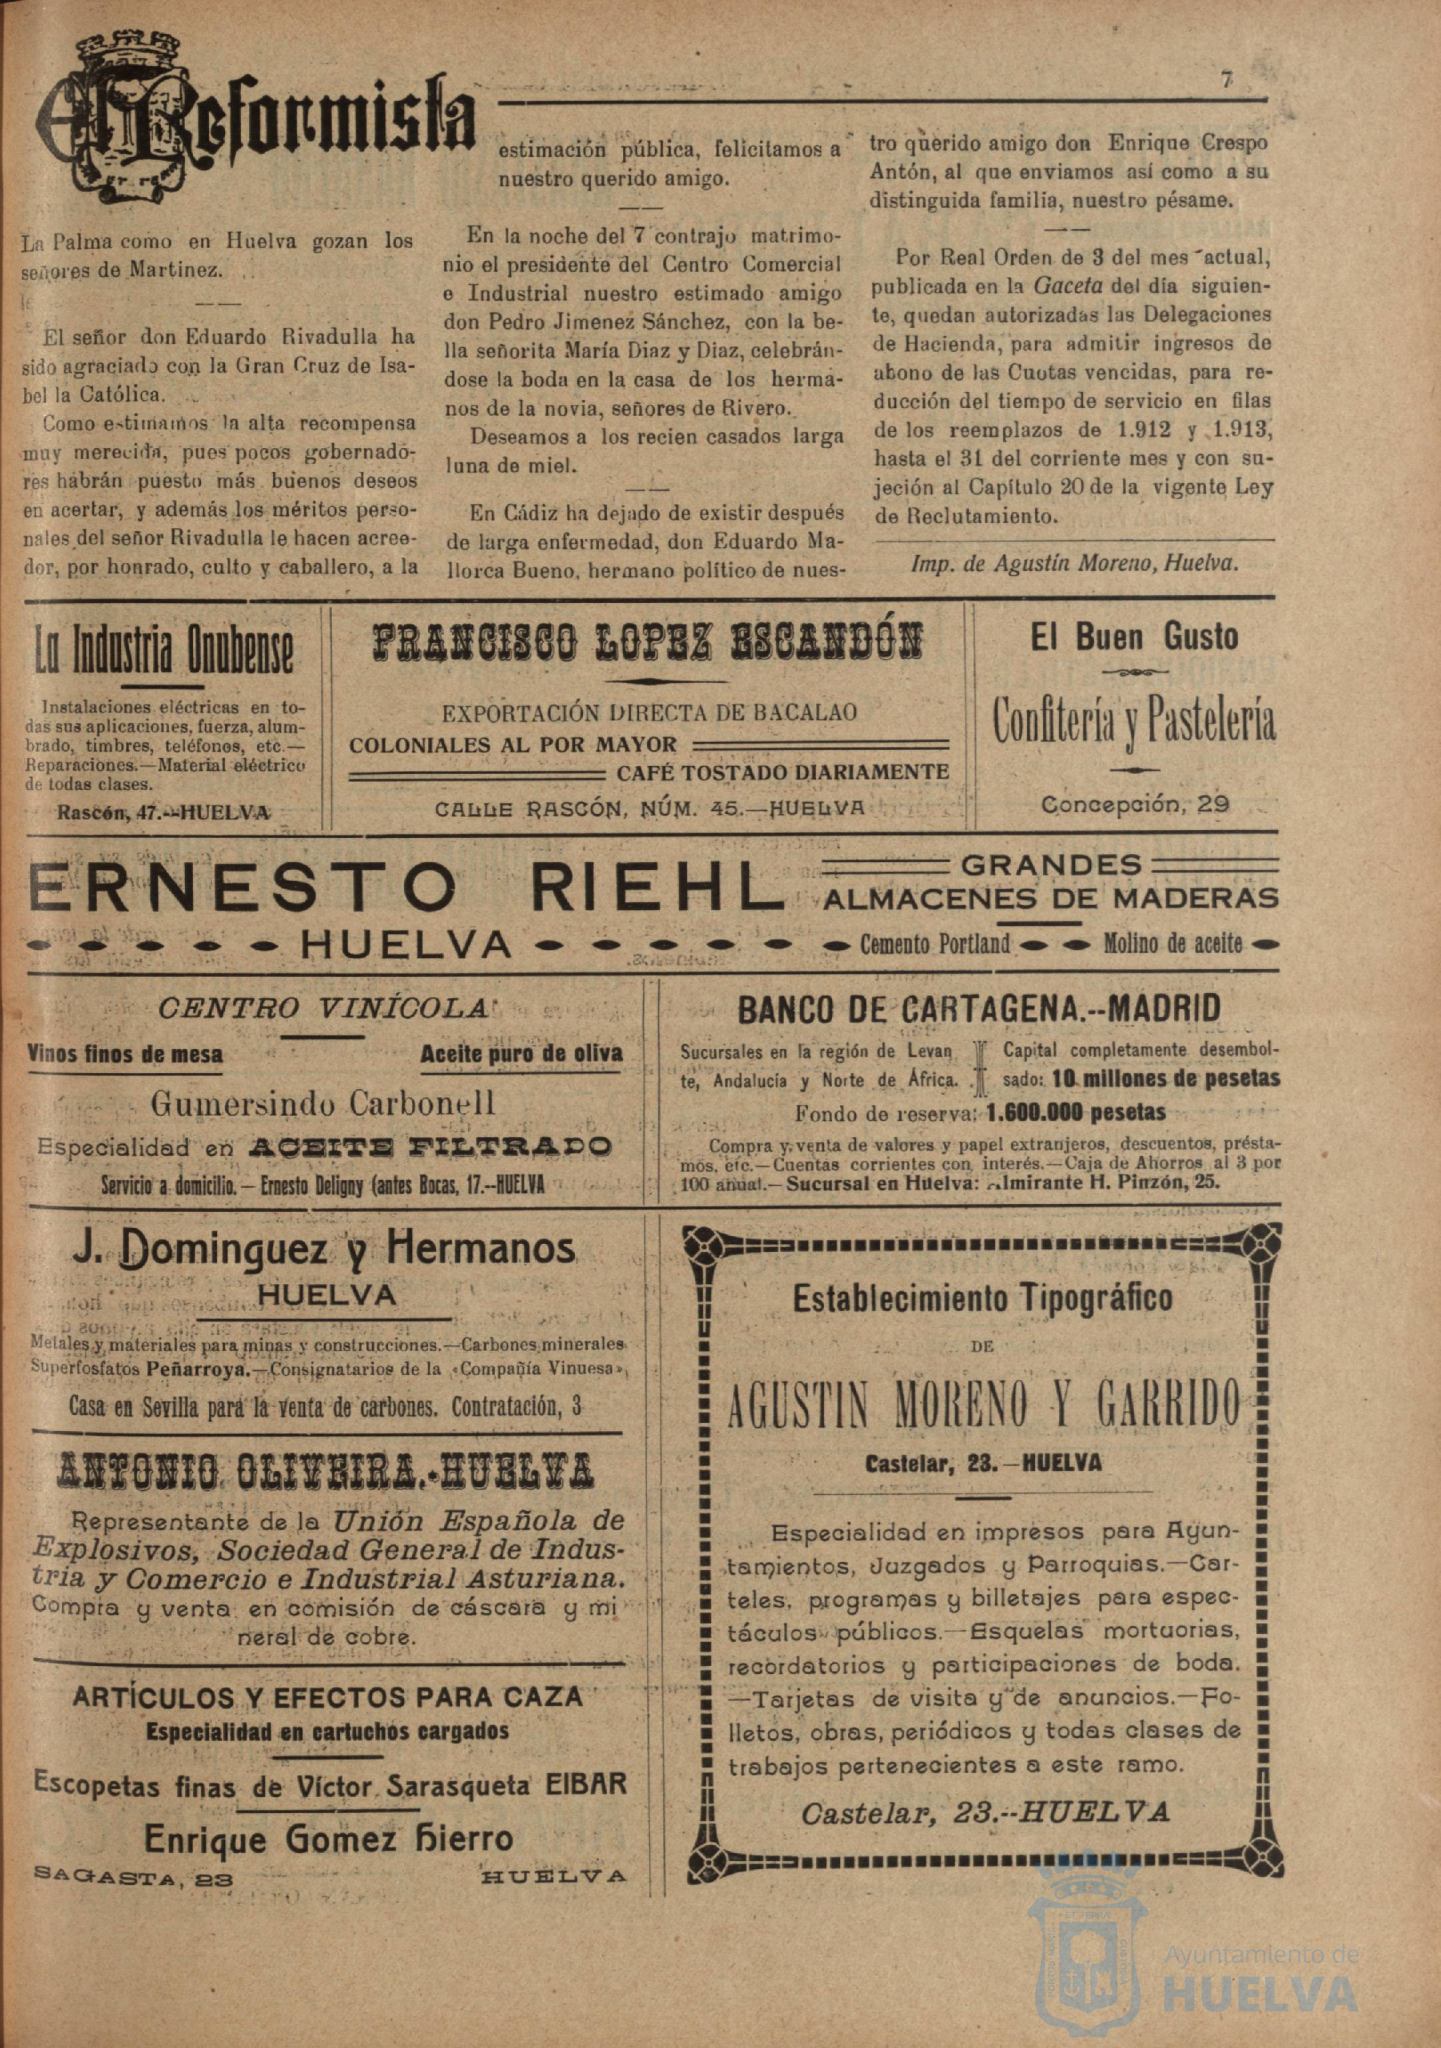 El Reformista
7
La Palma como en Huelva gozan los
señores de Martinez.
El señor don Eduardo Rivadulla ha
sido agraciado con la Gran Cruz de Isa-
bel la Católica.
Como estimamos la alta recompensa
muy merecida, pues pocos gobernado-
res habrán puesto más buenos deseos
en acertar, y además los méritos perso-
nales del señor Rivadulla le hacen acree-
dor, por honrado, culto y caballero, a la
estimación pública, felicitamos a
nuestro querido amigo.
En la noche del 7 contrajo matrimo-
nio el presidente del Centro Comercial
e Industrial nuestro estimado amigo
don Pedro Jimenez Sánchez, con la be-
lla señorita María Diaz y Diaz, celebrán-
dose la boda en la casa de los herma-
nos de la novia, señores de Rivero.
Deseamos a los recien casados larga
luna de miel.
En Cádiz ha dejado de existir después
de larga enfermedad, don Eduardo Ma-
llorca Bueno, hermano político de nues-
tro querido amigo don Enrique Crespo
Antón, al que enviamos así como a su
distinguida familia, nuestro pésame.
Por Real Orden de 3 del mes actual,
publicada en la Gaceta del día siguien-
te, quedan autorizadas las Delegaciones
de Hacienda, para admitir ingresos de
abono de las Cuotas vencidas, para re-
ducción del tiempo de servicio en filas
de los reemplazos de 1.912 y 1.913,
hasta el 31 del corriente mes y con su-
jeción al Capítulo 20 de la vigente Ley
de Reclutamiento.
Imp. de Agustín Moreno, Huelva.
La Industria Onubense
Instalaciones eléctricas en to-
das sus aplicaciones, fuerza, alum-
brado, timbres, teléfonos, etc.—
Reparaciones.—Material eléctrico
de todas clases.
Rascón, 47.--HUELVA
FRANCISCO LOPEZ ESCANDÓN
EXPORTACIÓN DIRECTA DE BACALAO
COLONIALES AL POR MAYOR
CAFÉ TOSTADO DIARIAMENTE
CALLE RASCÓN, NÚM. 45.—HUELVA
El Buen Gusto
Confitería y Pastelería
Concepción, 29
ERNESTO RIEHL
HUELVA
GRANDES
ALMACENES DE MADERAS
Cemento Portland
Molino de aceite
CENTRO VINÍCOLA
Vinos finos de mesa
Aceite puro de oliva
Gumersindo Carbonell
Especialidad en ACEITE FILTRADO
Servicio a domicilio.— Ernesto Deligny (antes Bocas, 17.--HUELVA
BANCO DE CARTAGENA.--MADRID
Sucursales en la región de Levan
te, Andalucía y Norte de África.
Capital completamente desembol-
sado: 10 millones de pesetas
Fondo de reserva: 1.600.000 pesetas
Compra y venta de valores y papel extranjeros, descuentos, présta-
mos, etc.—Cuentas corrientes con interés.—Caja de Ahorros al 3 por
100 anual.—Sucursal en Huelva: Almirante H. Pinzón, 25.
J. Dominguez y Hermanos
HUELVA
Metales y materiales para minas y construcciones.—Carbones minerales
Superfosfatos Peñarroya.—Consignatarios de la «Compañía Vinuesa»,
Casa en Sevilla para la venta de carbones. Contratación, 3
ANTONIO OLIVEIRA.-HUELVA
Representante de la Unión Española de
Explosivos, Sociedad General de Indus-
tria y Comercio e Industrial Asturiana.
Compra y venta en comisión de cáscara y mi
neral de cobre.
ARTÍCULOS Y EFECTOS PARA CAZA
Especialidad en cartuchos cargados
Escopetas finas de Víctor Sarasqueta EIBAR
Enrique Gomez Hierro
SAGASTA, 23
HUELVA
Establecimiento Tipográfico
DE
AGUSTIN MORENO Y GARRIDO
Castelar, 23.—HUELVA
Especialidad en impresos para Ayun-
tamientos, Juzgados y Parroquias.—Car-
teles, programas y billetajes para espec-
táculos públicos.—Esquelas mortuorias,
recordatorios y participaciones de boda.
—Tarjetas de visita y de anuncios.—Fo-
lletos, obras, periódicos y todas clases de
trabajos pertenecientes a este ramo.
Castelar, 23.--HUELVA
Ayuntamiento de
HUELVA